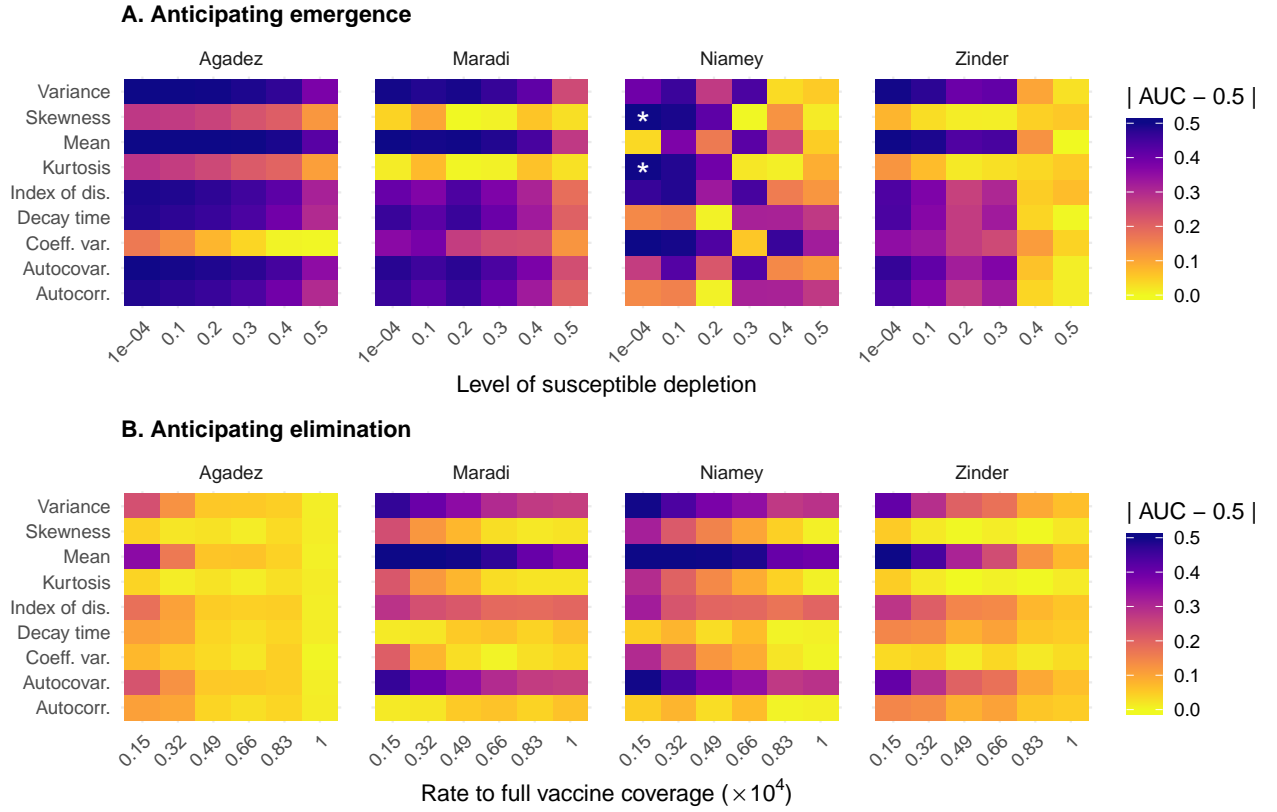 A. Anticipating emergence
Agadez Maradi Niamey Zinder
Variance
Skewness
Mean
Kurtosis
Index of dis.
Decay time
Coeff. var.
Autocovar.
Autocorr.
* 
*
1e−04 0.1 0.2 0.3 0.4 0.5 1e−04 0.1 0.2 0.3 0.4 0.5 1e−04 0.1 0.2 0.3 0.4 0.5 1e−04 0.1 0.2 0.3 0.4 0.5
Level of susceptible depletion
| AUC − 0.5 |
0.5
0.4
0.3
0.2
0.1
0.0
B. Anticipating elimination
Agadez Maradi Niamey Zinder
Variance
Skewness
Mean
Kurtosis
Index of dis.
Decay time
Coeff. var.
Autocovar.
Autocorr.
0.15 0.32 0.49 0.66 0.83 1 0.15 0.32 0.49 0.66 0.83 1 0.15 0.32 0.49 0.66 0.83 1 0.15 0.32 0.49 0.66 0.83 1
Rate to full vaccine coverage (×10⁴)
| AUC − 0.5 |
0.5
0.4
0.3
0.2
0.1
0.0